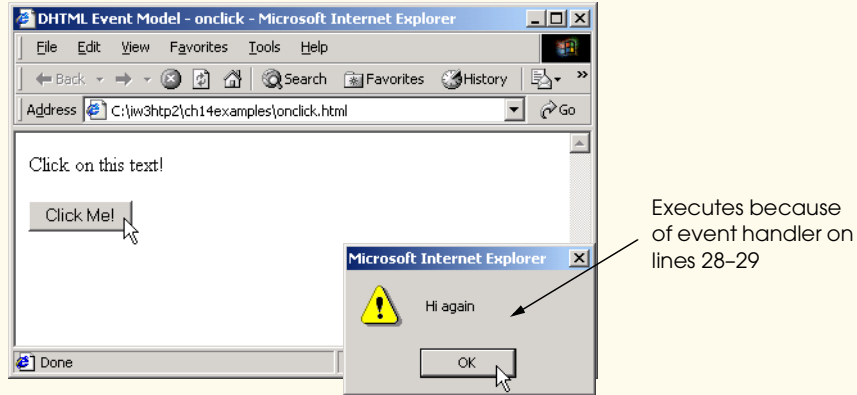 DHTML Event Model - onclick - Microsoft Internet Explorer
File Edit View Favorites Tools Help
Back Search Favorites History »
Address C:\iw3htp2\ch14examples\onclick.html Go
Click on this text!
Click Me!
Executes because
of event handler on
lines 28–29
Microsoft Internet Explorer
Hi again
OK
Done